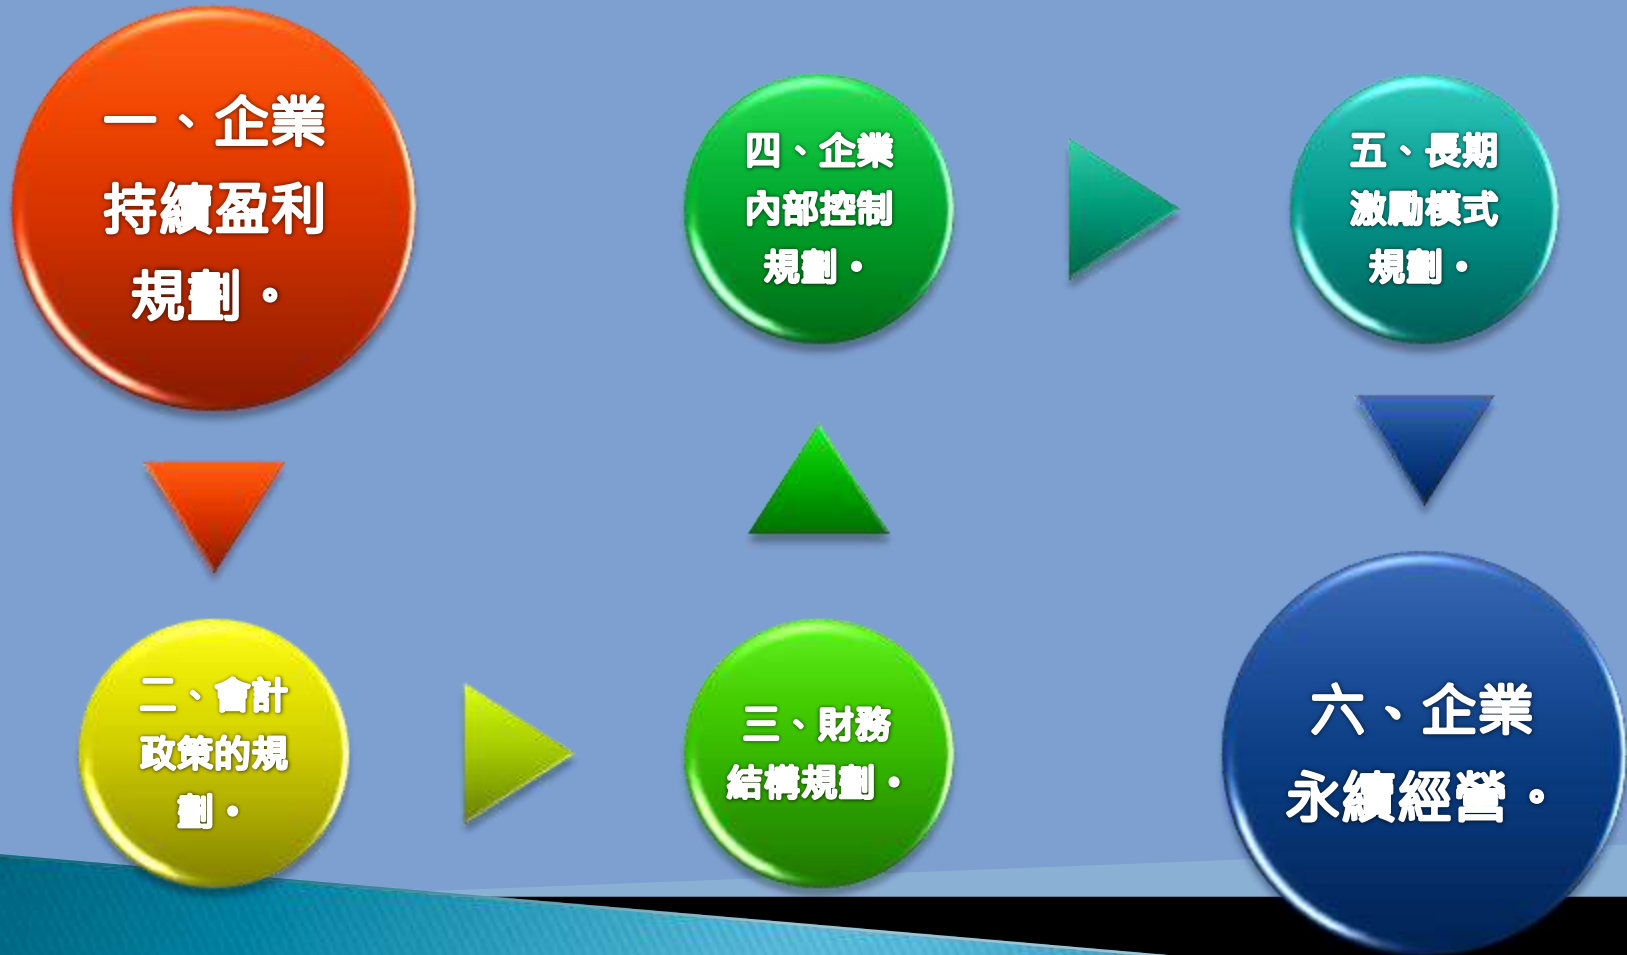 一、企業
持續盈利
規劃。
二、會計
政策的規
劃。
三、財務
結構規劃。
四、企業
內部控制
規劃。
五、長期
激勵模式
規劃。
六、企業
永續經營。